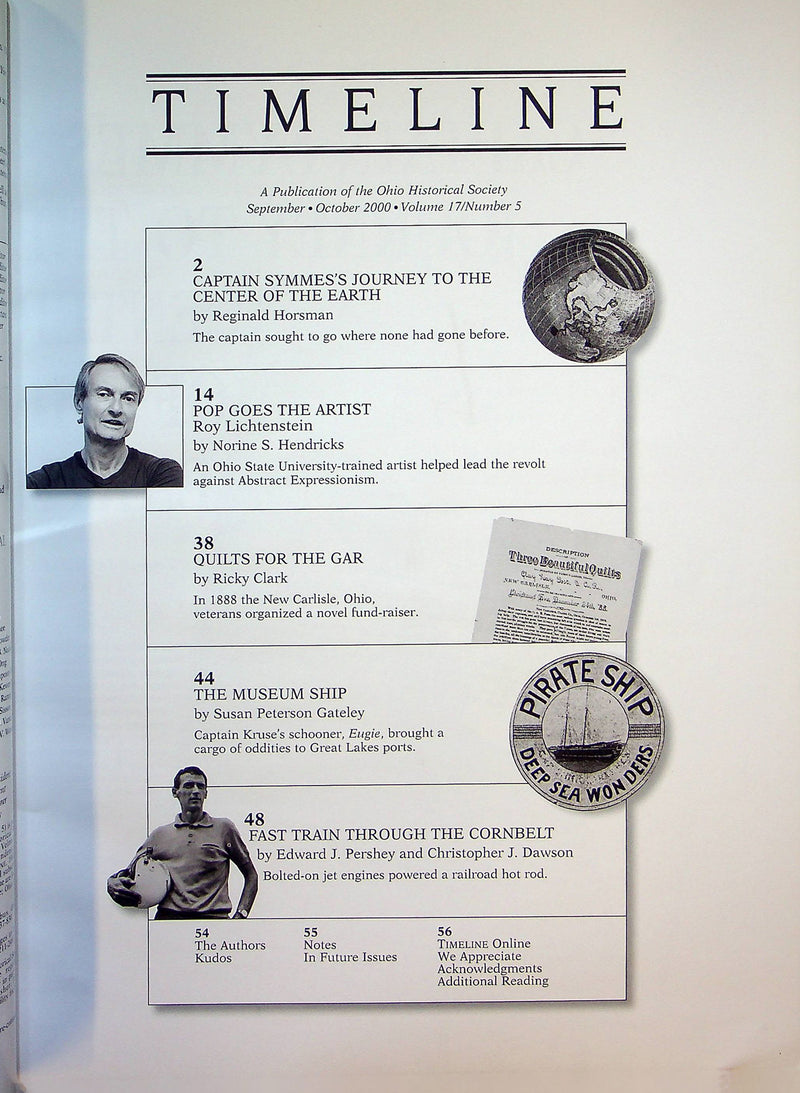 TIMELINE
A Publication of the Ohio Historical Society
September • October 2000 • Volume 17/Number 5
2
CAPTAIN SYMMES'S JOURNEY TO THE
CENTER OF THE EARTH
by Reginald Horsman
The captain sought to go where none had gone before.
14
POP GOES THE ARTIST
Roy Lichtenstein
by Norine S. Hendricks
An Ohio State University-trained artist helped lead the revolt
against Abstract Expressionism.
38
QUILTS FOR THE GAR
by Ricky Clark
In 1888 the New Carlisle, Ohio,
veterans organized a novel fund-raiser.
DESCRIPTION
Three Beautiful Quilts
NEW CARLISLE, OHIO,
44
THE MUSEUM SHIP
by Susan Peterson Gateley
Captain Kruse's schooner, Eugie, brought a
cargo of oddities to Great Lakes ports.
PIRATE SHIP
DEEP SEA WONDERS
48
FAST TRAIN THROUGH THE CORNBELT
by Edward J. Pershey and Christopher J. Dawson
Bolted-on jet engines powered a railroad hot rod.
54
The Authors
Kudos
55
Notes
In Future Issues
56
TIMELINE Online
We Appreciate
Acknowledgments
Additional Reading